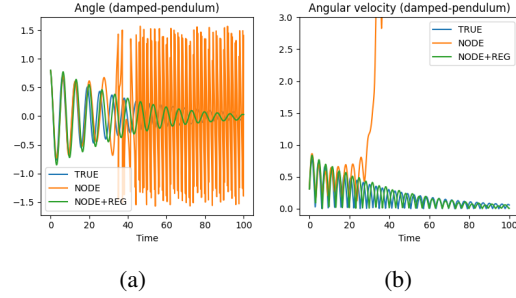 Angle (damped-pendulum)
1.5
1.0
0.5
0.0
−0.5
−1.0
−1.5
TRUE
NODE
NODE+REG
0 20 40 60 80 100
Time
(a)
Angular velocity (damped-pendulum)
3.0
2.5
2.0
1.5
1.0
0.5
0.0
TRUE
NODE
NODE+REG
0 20 40 60 80 100
Time
(b)